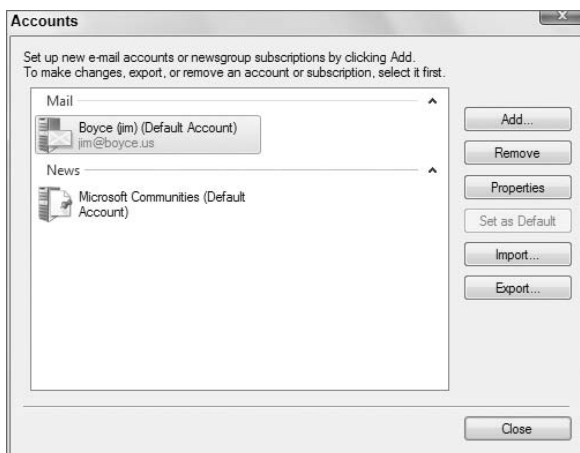 Accounts
Set up new e-mail accounts or newsgroup subscriptions by clicking Add.
To make changes, export, or remove an account or subscription, select it first.
Mail
Boyce (jim) (Default Account)
jim@boyce.us
News
Microsoft Communities (Default
Account)
Add...
Remove
Properties
Set as Default
Import...
Export...
Close